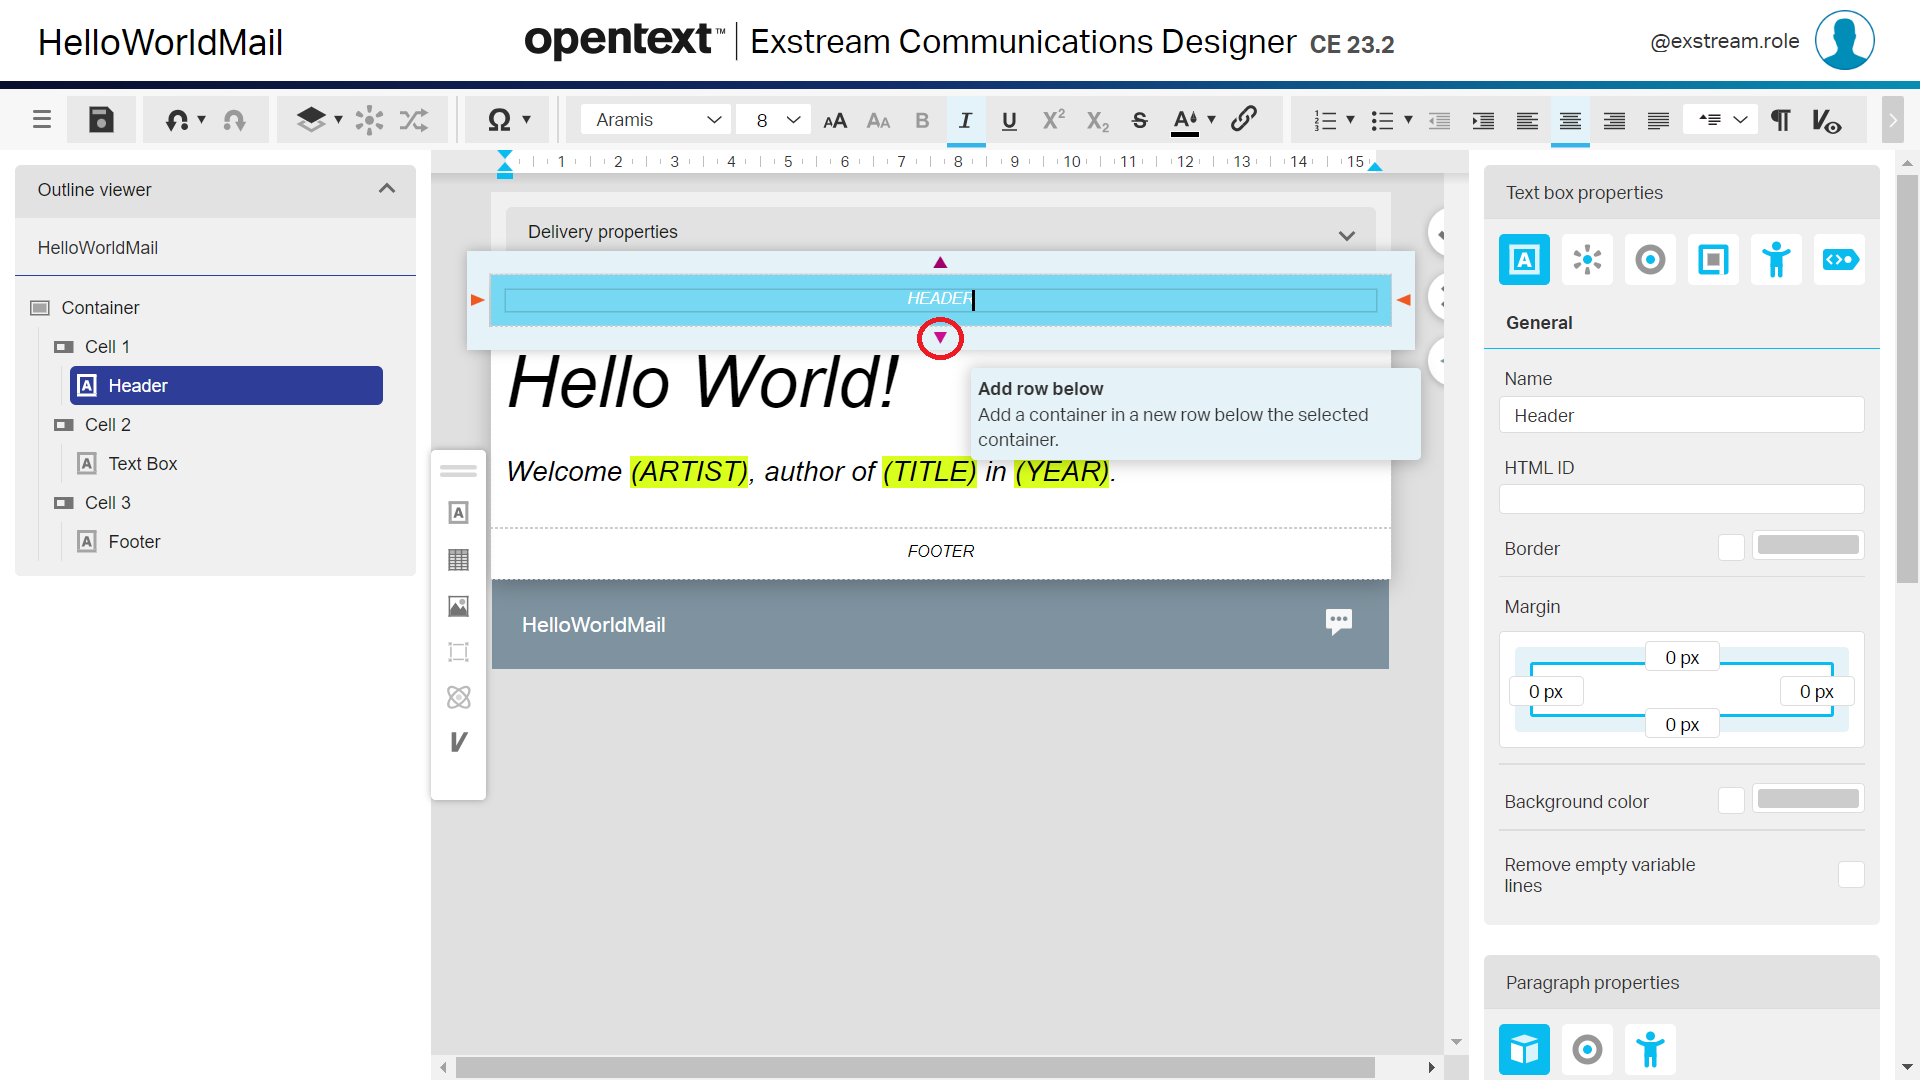 HelloWorldMail
opentext™ | Exstream Communications Designer CE 23.2
@exstream.role
Aramis
8
1 2 3 4 5 6 7 8 9 10 11 12 13 14 15
Outline viewer
HelloWorldMail
Container
Cell 1
Header
Cell 2
Text Box
Cell 3
Footer
Delivery properties
HEADER
Hello World!
Add row below
Add a container in a new row below the selected
container.
Welcome (ARTIST), author of (TITLE) in (YEAR).
FOOTER
HelloWorldMail
Text box properties
General
Name
Header
HTML ID
Border
Margin
0 px
0 px
0 px
0 px
Background color
Remove empty variable
lines
Paragraph properties